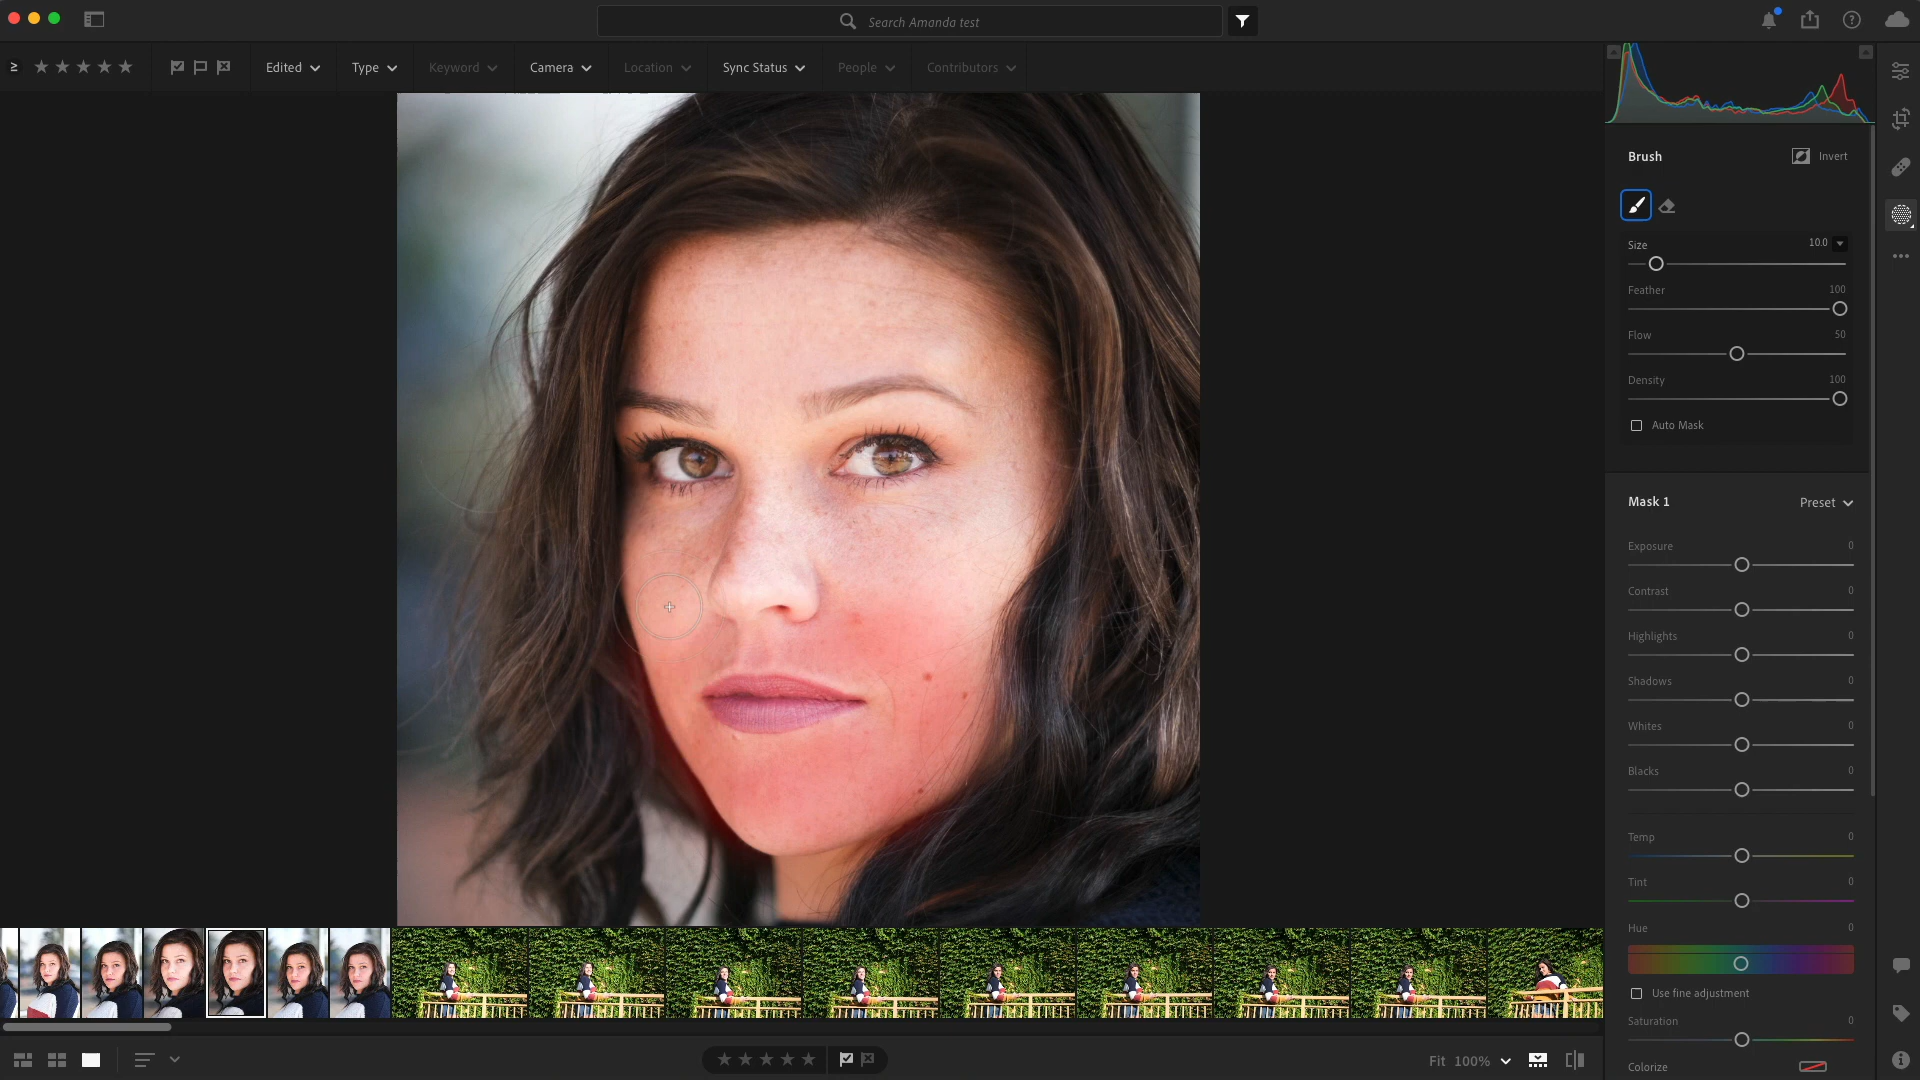 Search Amanda test
≥
Edited
Type
Keyword
Camera
Location
Sync Status
People
Contributors
Brush
Invert
Size
10.0
Feather
100
Flow
50
Density
100
Auto Mask
Mask 1
Preset
Exposure
0
Contrast
0
Highlights
0
Shadows
0
Whites
0
Blacks
0
Temp
0
Tint
0
Hue
0
Use fine adjustment
Saturation
0
Colorize
Fit 100%